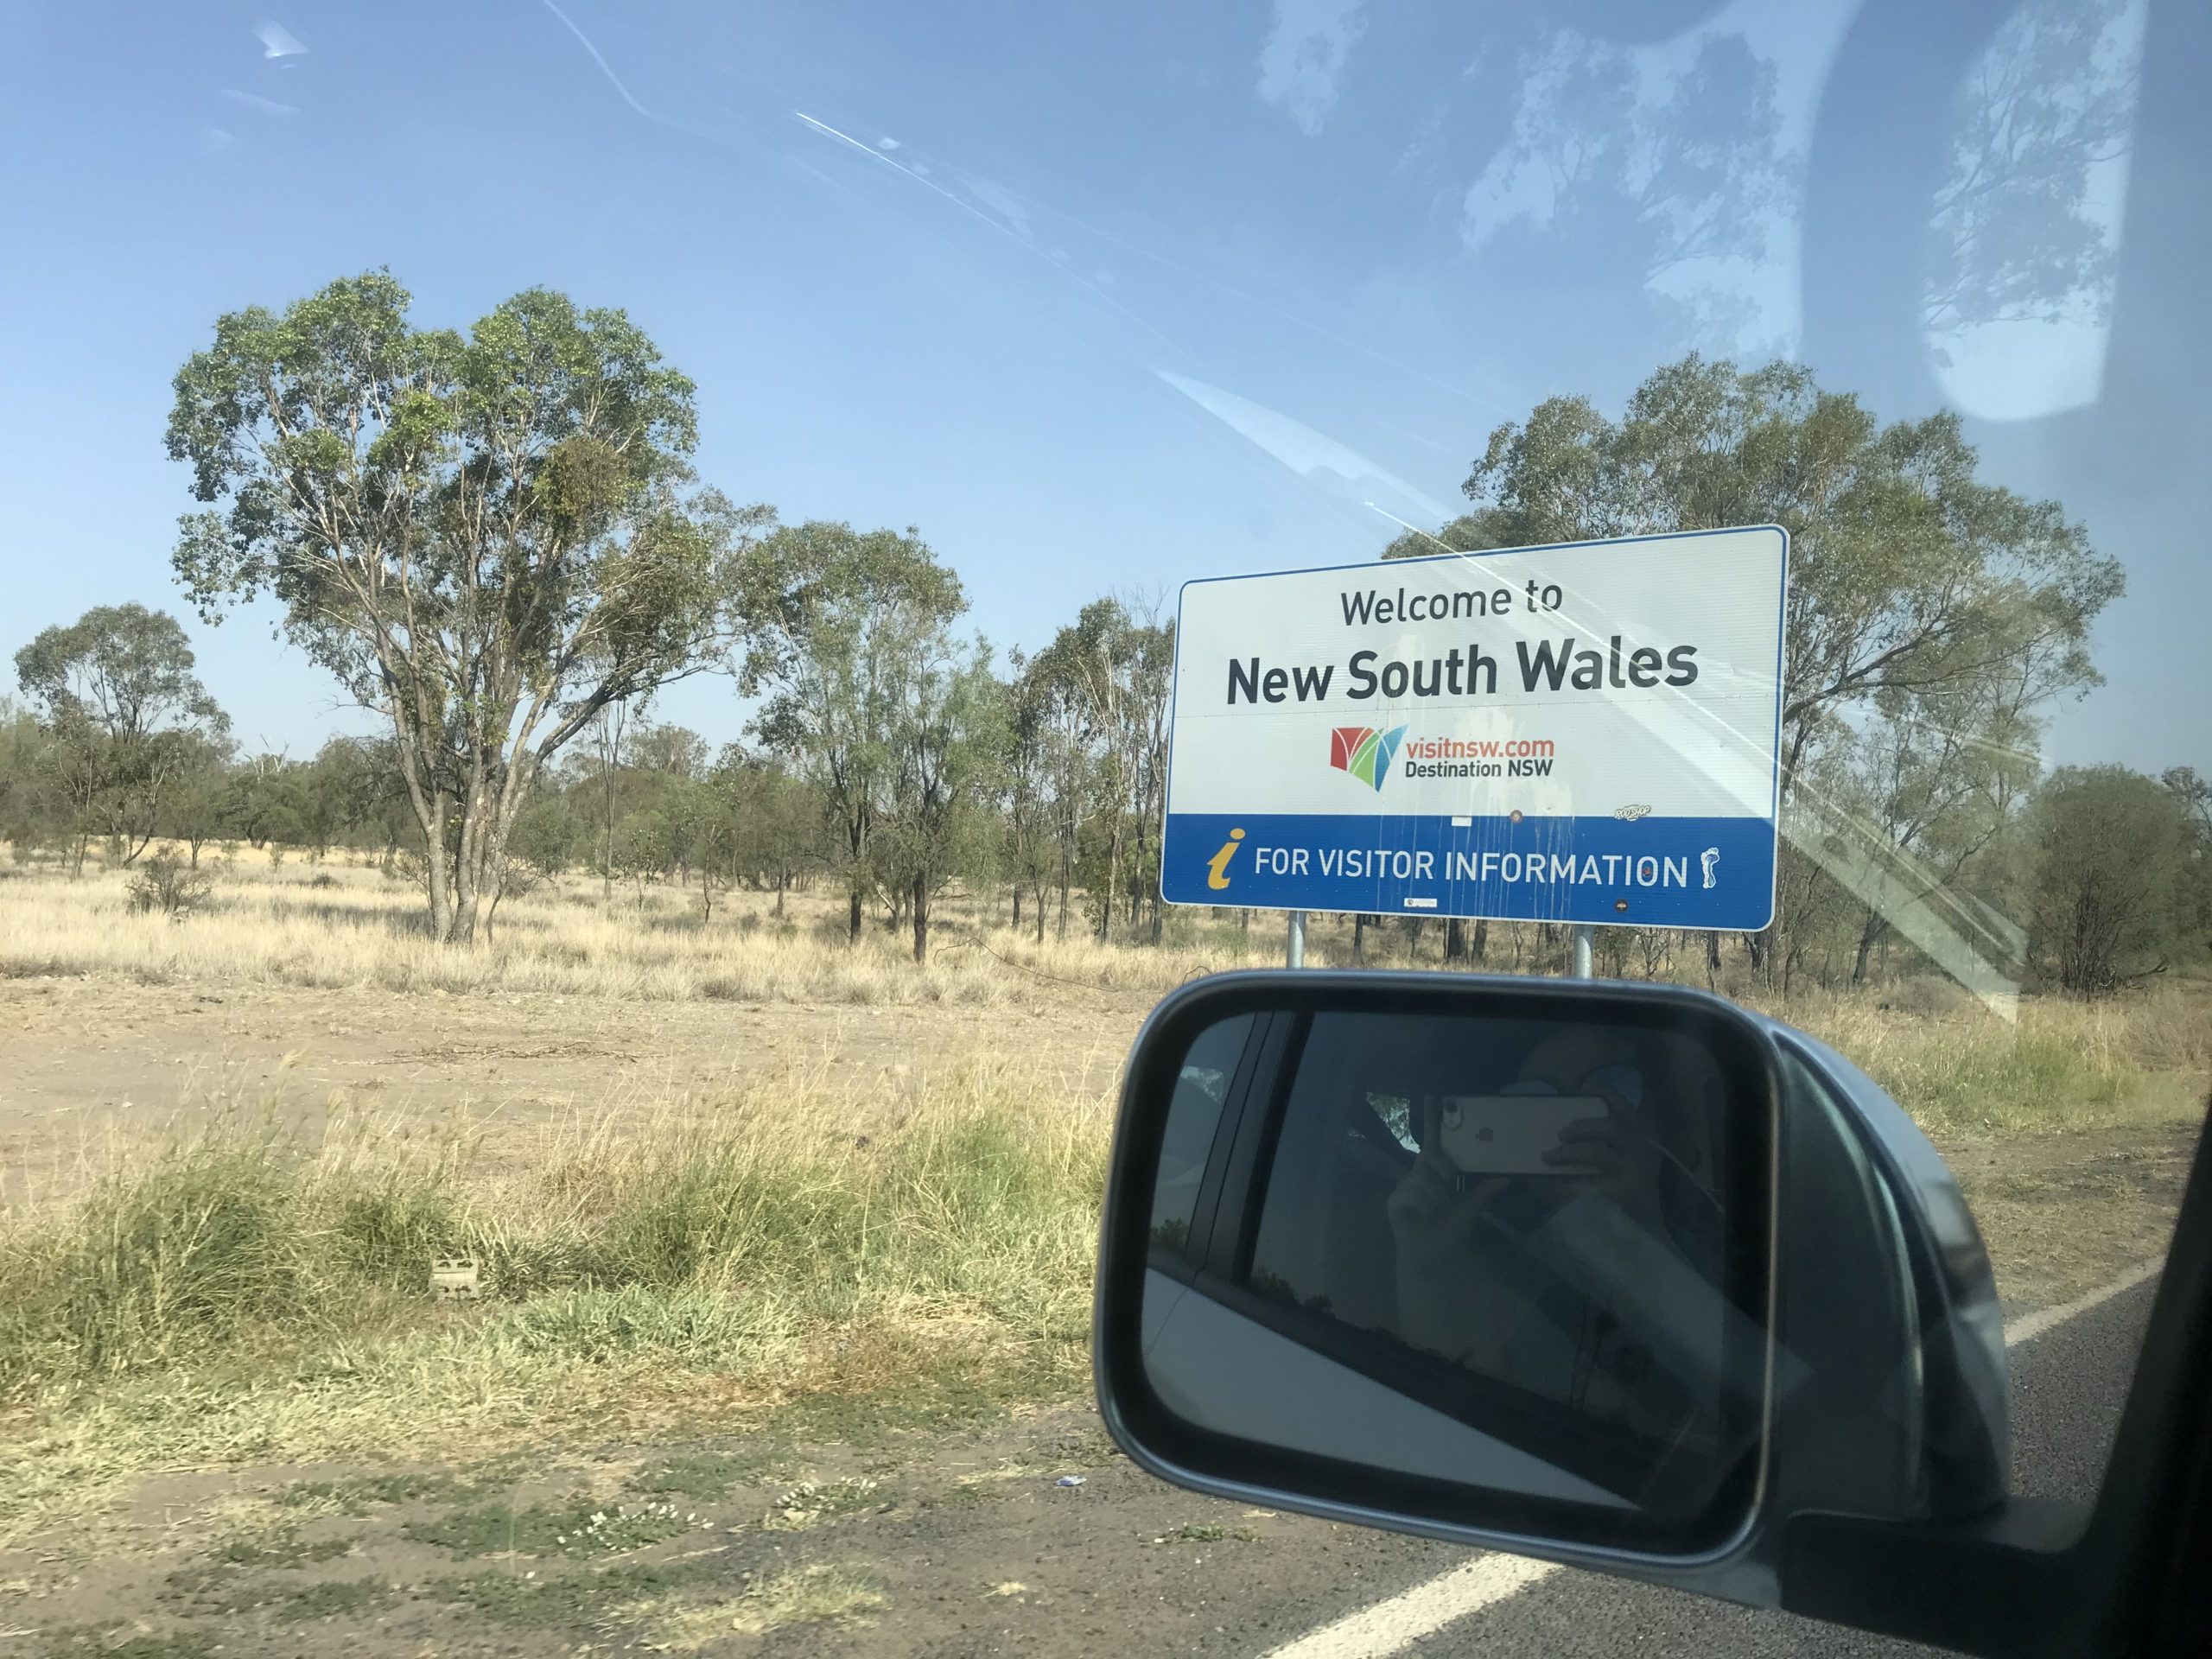 Welcome to
New South Wales
visitnsw.com
Destination NSW
i FOR VISITOR INFORMATION